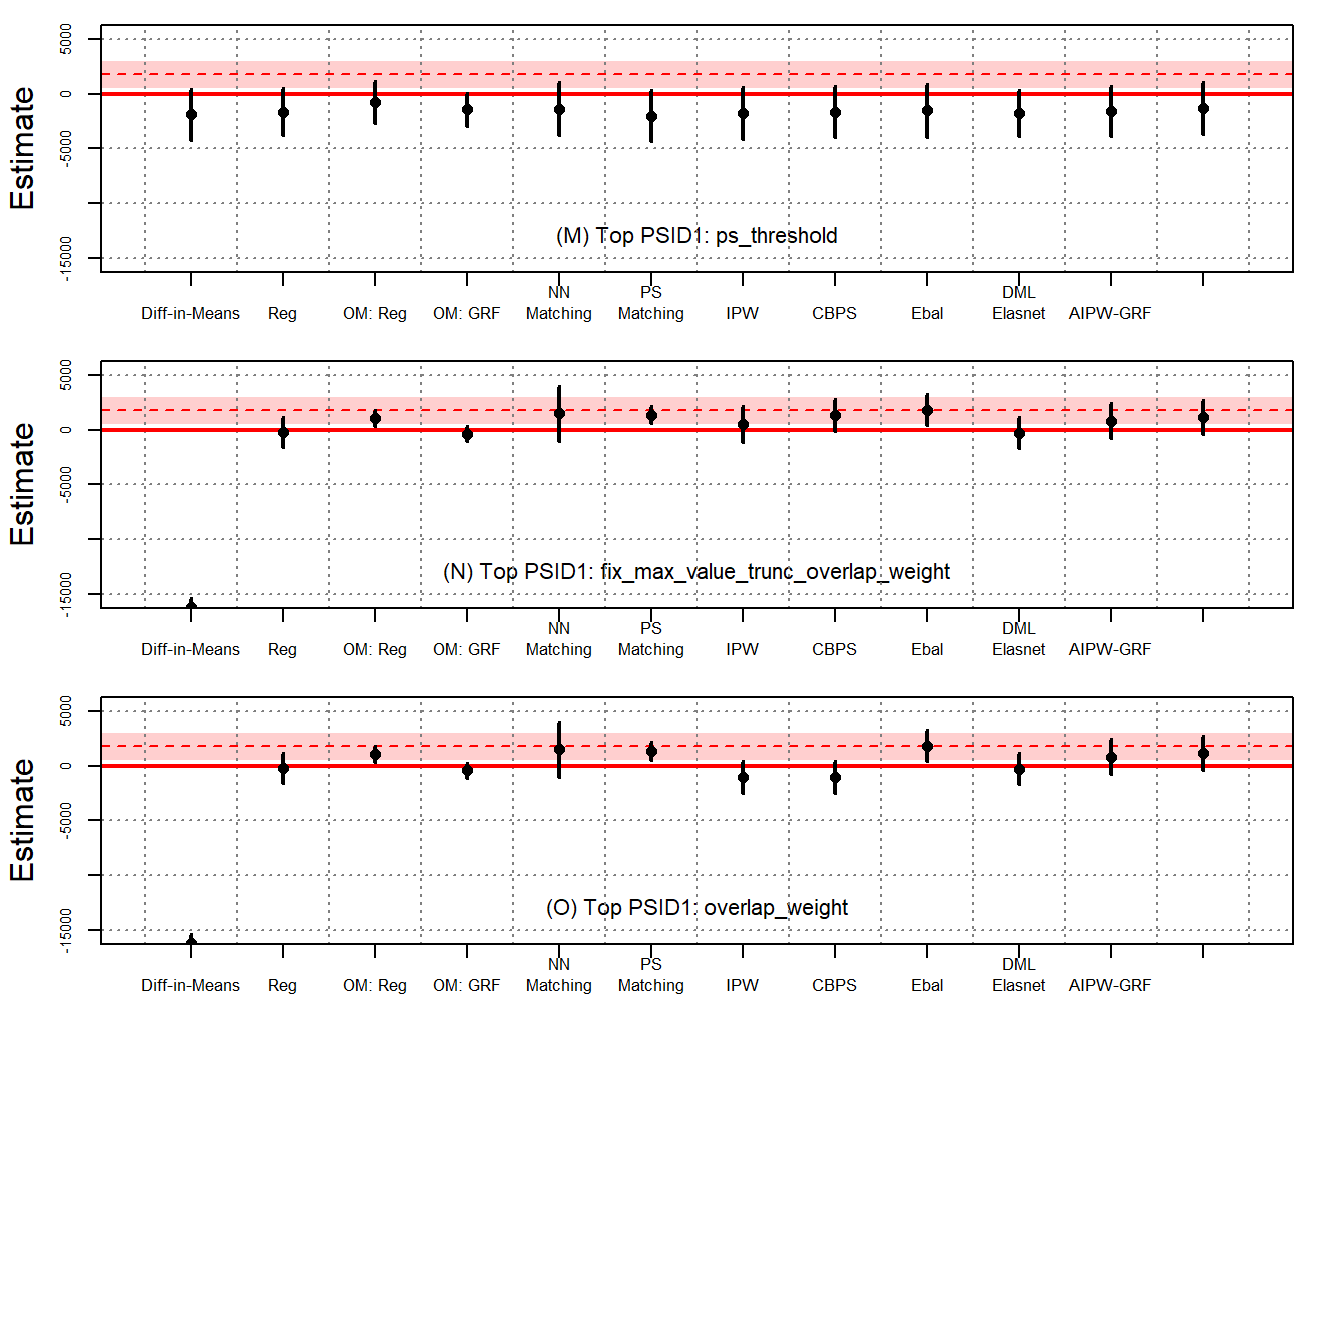 Estimate
5000
0
-5000
-15000
(M) Top PSID1: ps_threshold
Diff-in-Means Reg OM: Reg OM: GRF NN Matching PS Matching IPW CBPS Ebal DML Elasnet AIPW-GRF
Estimate
5000
0
-5000
-15000
(N) Top PSID1: fix_max_value_trunc_overlap_weight
Diff-in-Means Reg OM: Reg OM: GRF NN Matching PS Matching IPW CBPS Ebal DML Elasnet AIPW-GRF
Estimate
5000
0
-5000
-15000
(O) Top PSID1: overlap_weight
Diff-in-Means Reg OM: Reg OM: GRF NN Matching PS Matching IPW CBPS Ebal DML Elasnet AIPW-GRF